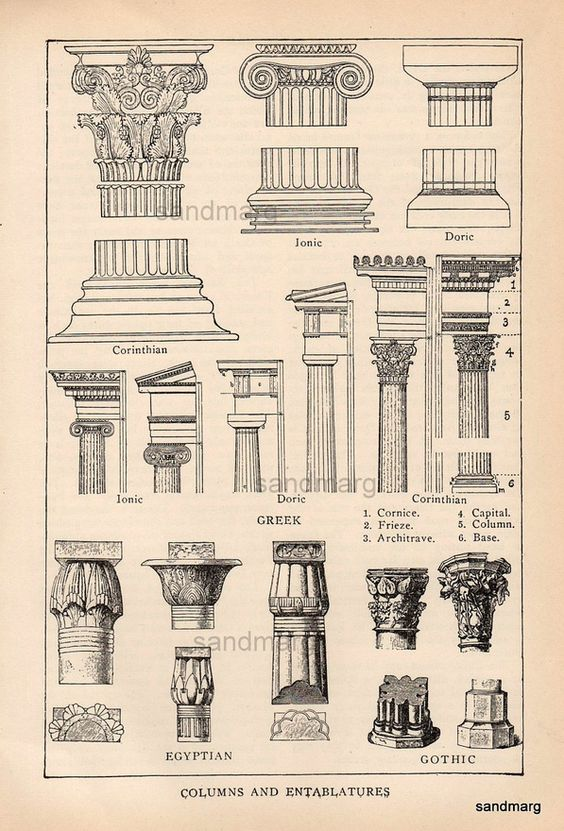 sandmarg
Ionic
Doric
Corinthian
1
2
3
4
5
6
sandmarg
Ionic
Doric
Corinthian
GREEK
1. Cornice.
2. Frieze.
3. Architrave.
4. Capital.
5. Column.
6. Base.
sandmarg
EGYPTIAN
GOTHIC
COLUMNS AND ENTABLATURES
sandmarg